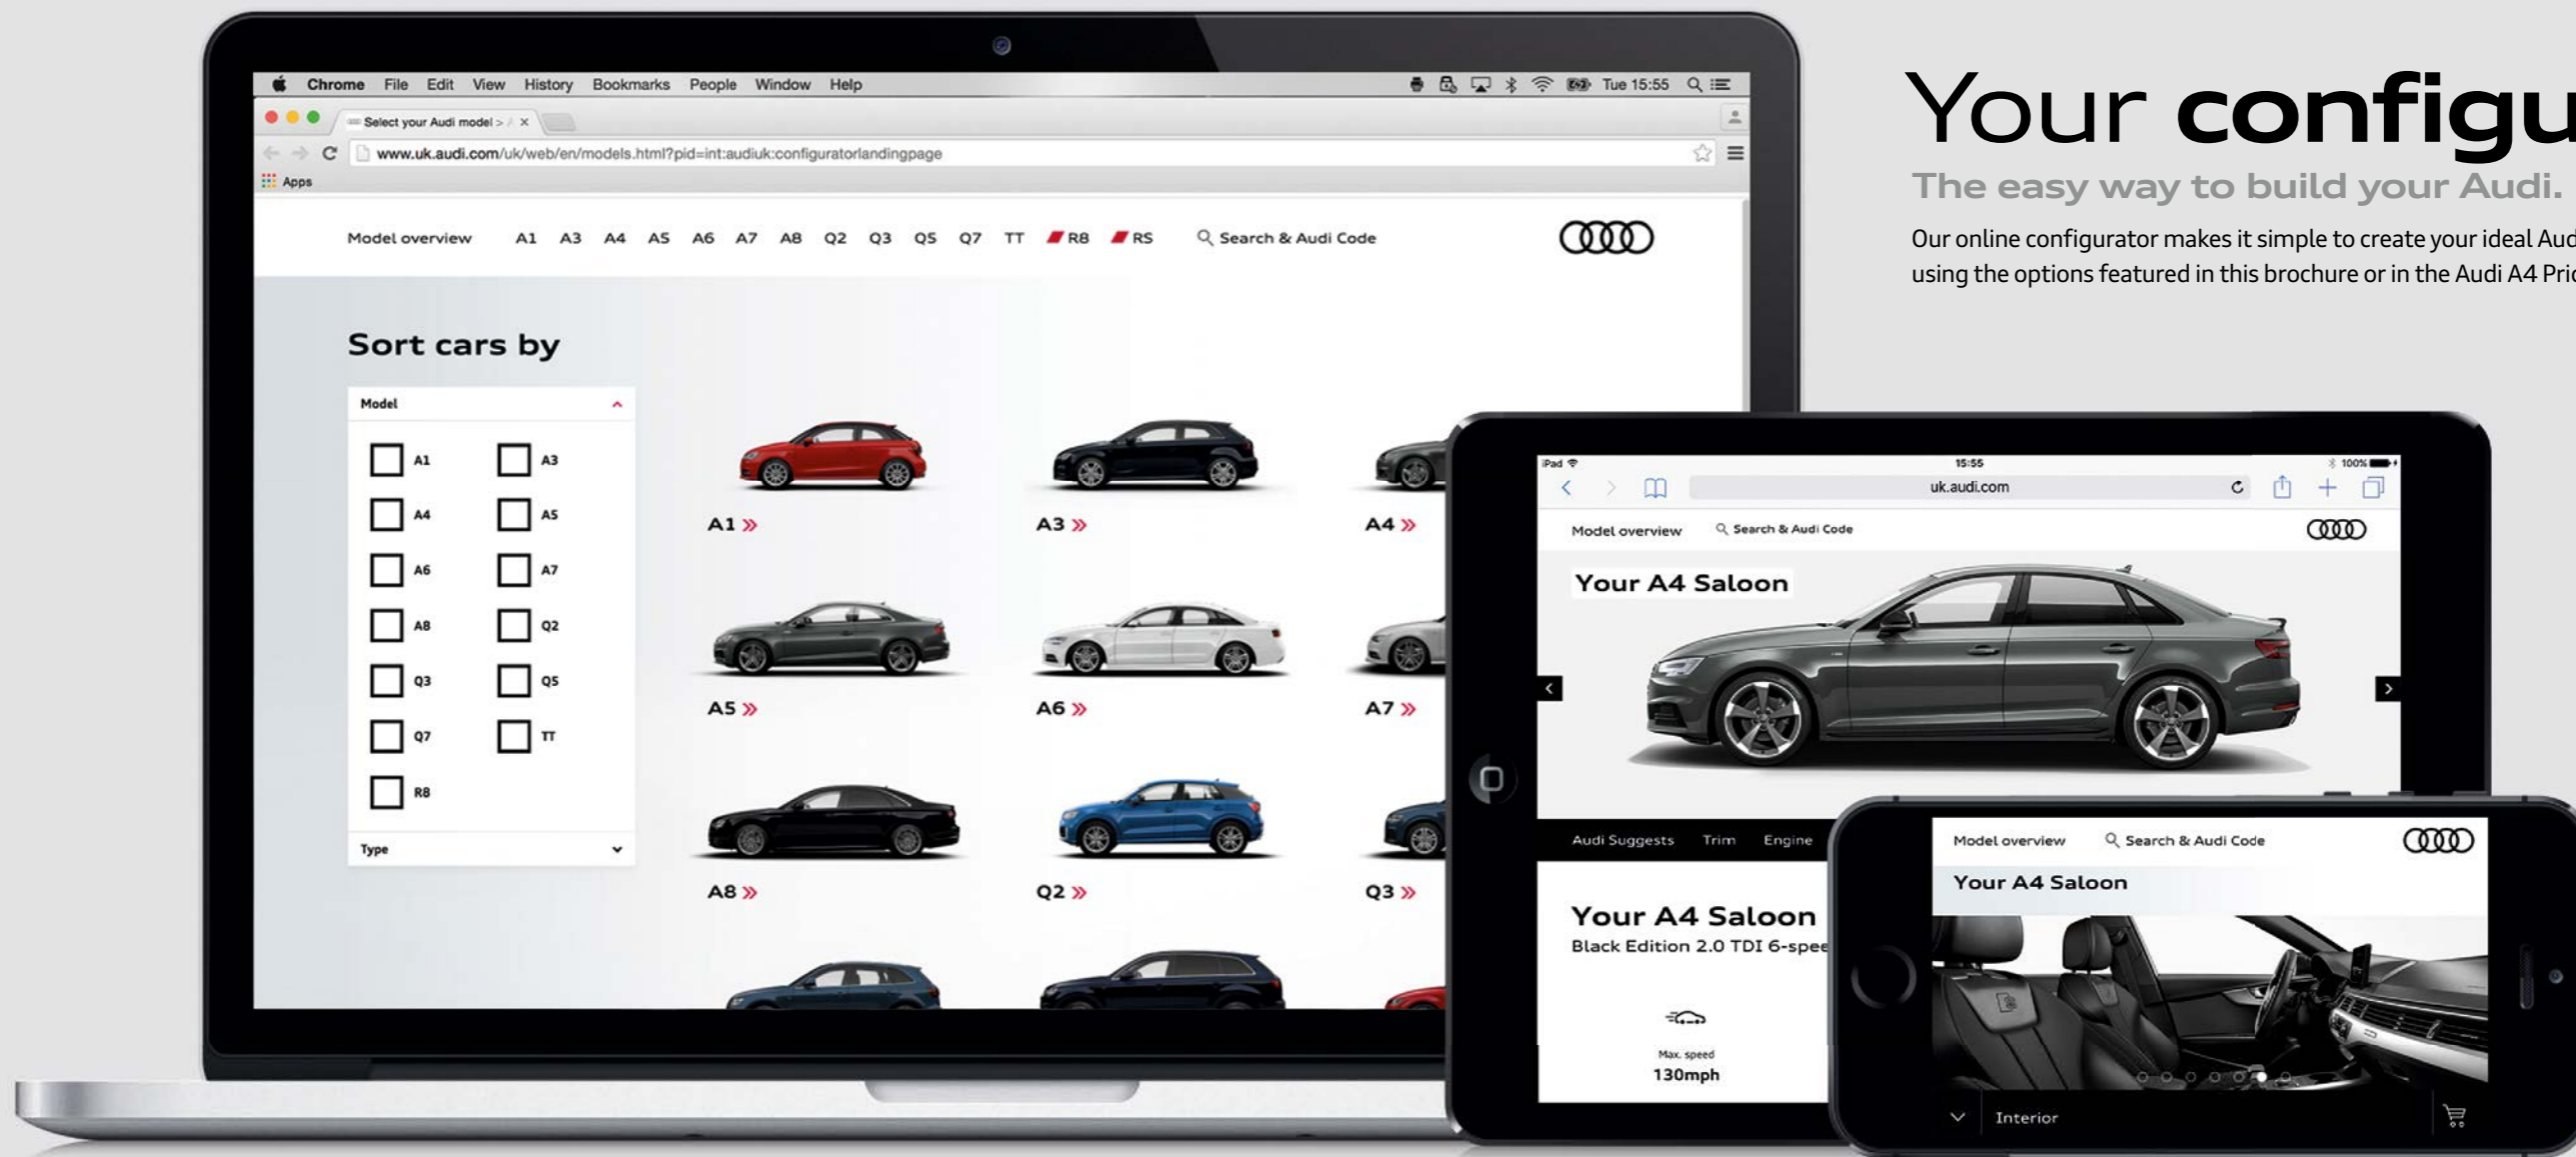 Chrome File Edit View History Bookmarks People Window Help Tue 15:55
Select your Audi model >
www.uk.audi.com/uk/web/en/models.html?pid=int:audiuk:configuratorlandingpage
Apps
Model overview A1 A3 A4 A5 A6 A7 A8 Q2 Q3 Q5 Q7 TT R8 RS Search & Audi Code
Sort cars by
Model
A1 A3
A4 A5
A6 A7
A8 Q2
Q3 Q5
Q7 TT
R8
Type
A1 » A3 » A4 »
A5 » A6 » A7 »
A8 » Q2 » Q3 »
Your configu
The easy way to build your Audi.
Our online configurator makes it simple to create your ideal Aud
using the options featured in this brochure or in the Audi A4 Pric
iPad 15:55 100%
uk.audi.com
Model overview Search & Audi Code
Your A4 Saloon
Audi Suggests Trim Engine
Your A4 Saloon
Black Edition 2.0 TDI 6-spee
Max. speed
130mph
Model overview Search & Audi Code
Your A4 Saloon
Interior